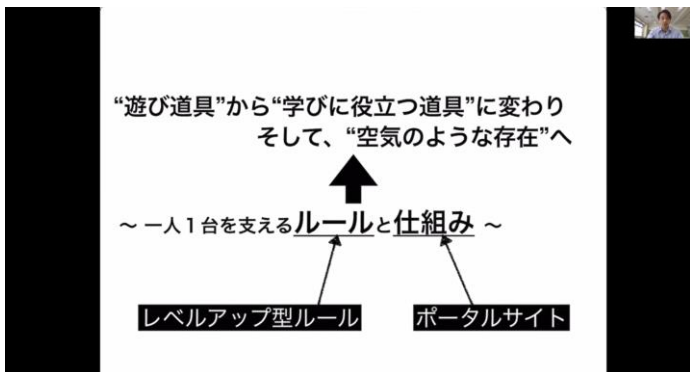 “遊び道具”から“学びに役立つ道具”に変わり
そして、“空気のような存在”へ
～ 一人１台を支えるルールと仕組み ～
レベルアップ型ルール
ポータルサイト